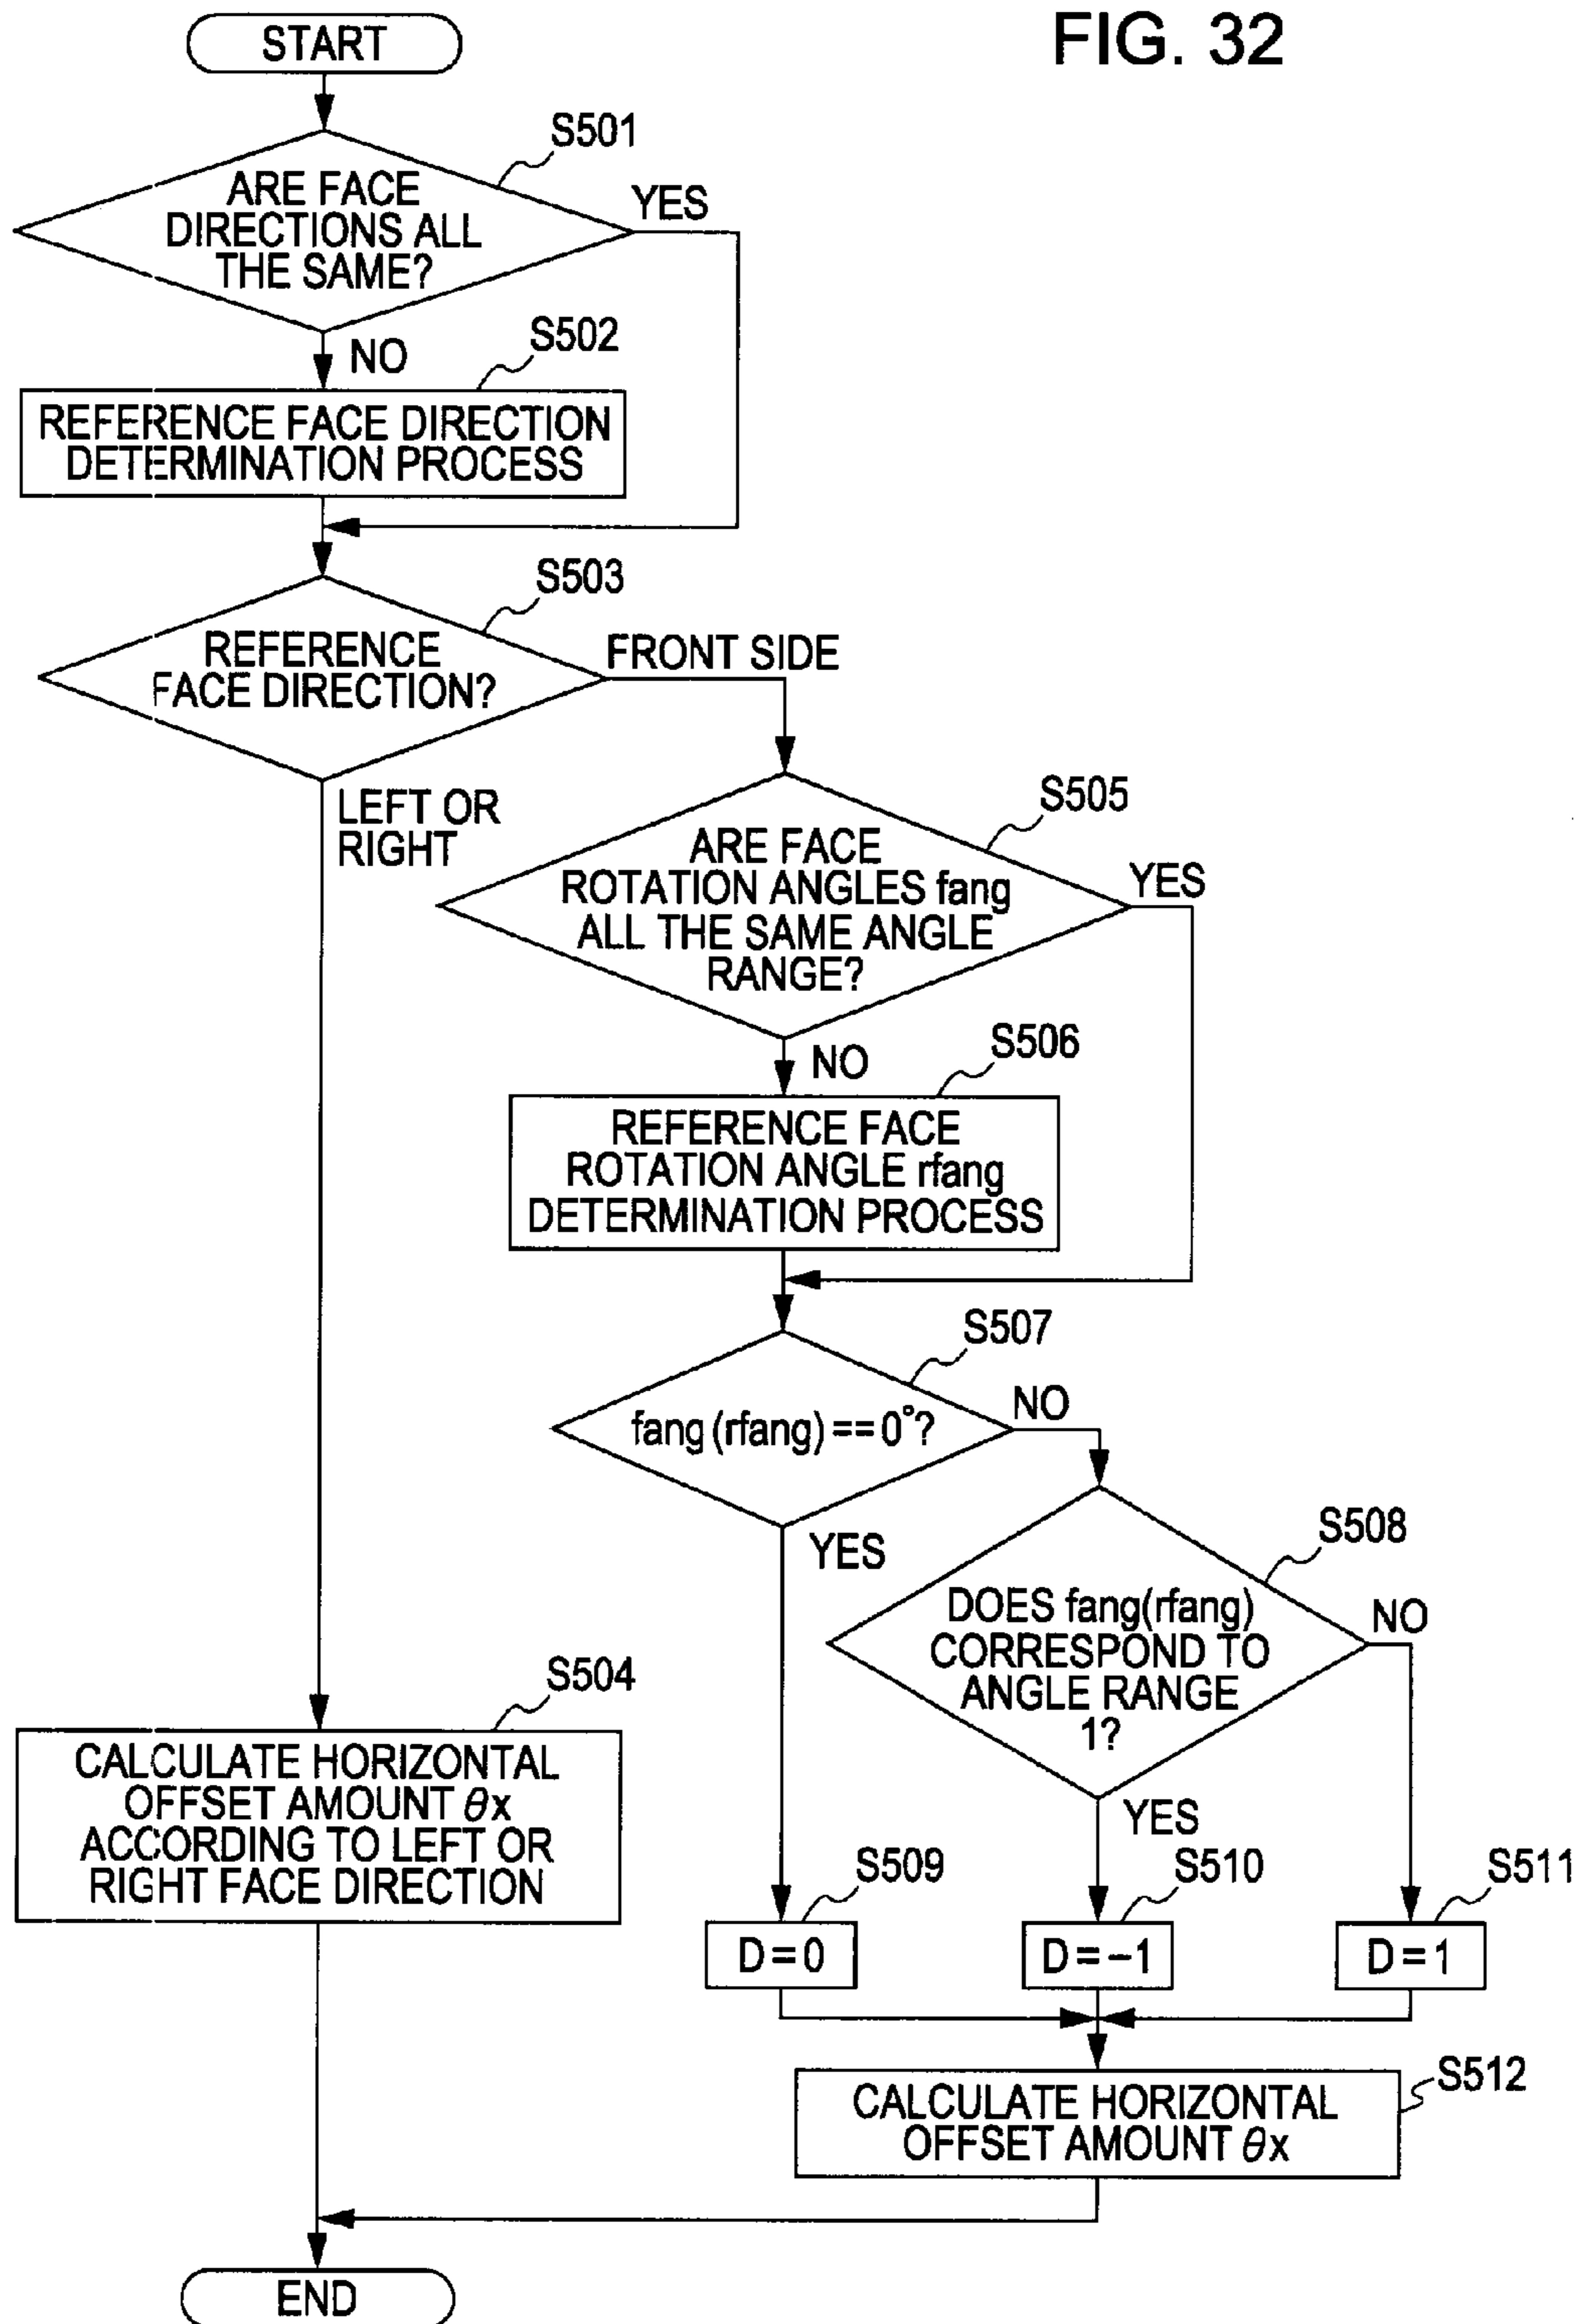 FIG. 32
START
S501
ARE FACE
DIRECTIONS ALL
THE SAME?
YES
NO
S502
REFERENCE FACE DIRECTION
DETERMINATION PROCESS
S503
REFERENCE
FACE DIRECTION?
FRONT SIDE
LEFT OR
RIGHT
S505
ARE FACE
ROTATION ANGLES fang
ALL THE SAME ANGLE
RANGE?
YES
NO
S506
REFERENCE FACE
ROTATION ANGLE rfang
DETERMINATION PROCESS
S507
fang (rfang) == 0°?
NO
YES
S508
DOES fang(rfang)
CORRESPOND TO
ANGLE RANGE
1?
NO
YES
S504
CALCULATE HORIZONTAL
OFFSET AMOUNT θx
ACCORDING TO LEFT OR
RIGHT FACE DIRECTION
S509
D = 0
S510
D = −1
S511
D = 1
S512
CALCULATE HORIZONTAL
OFFSET AMOUNT θx
END